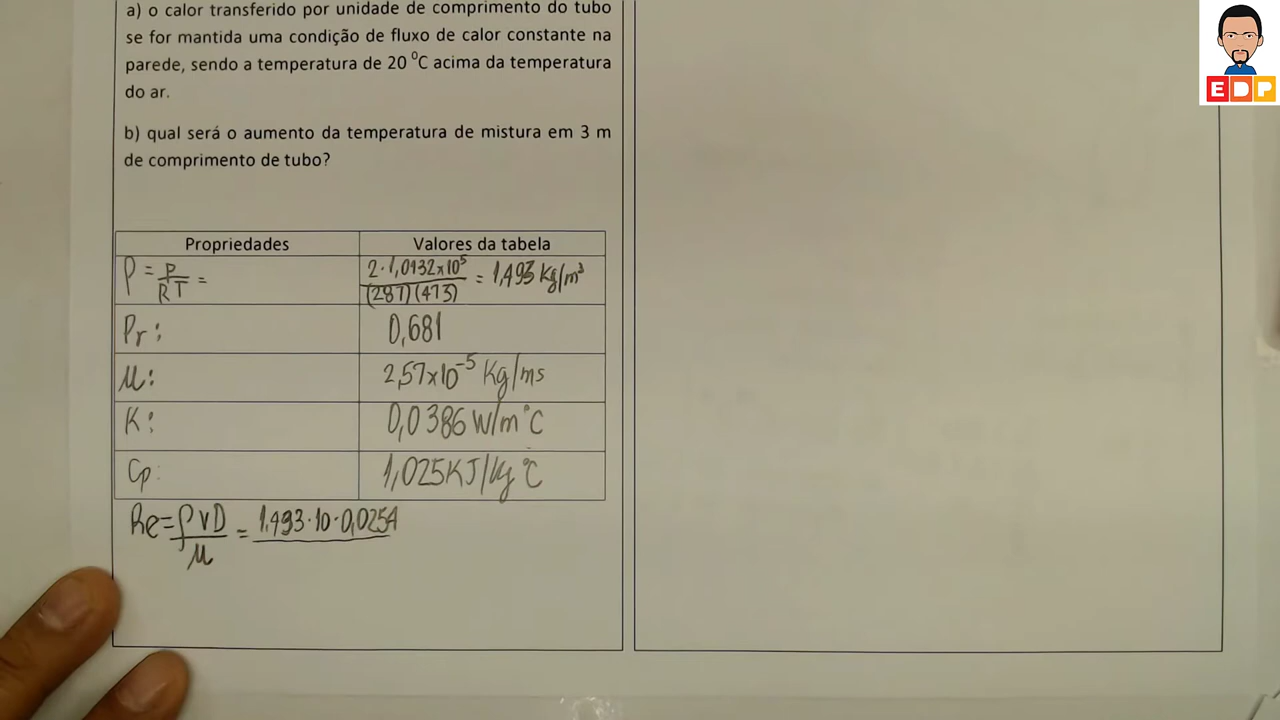 a) o calor transferido por unidade de comprimento do tubo
se for mantida uma condição de fluxo de calor constante na
parede, sendo a temperatura de 20 ⁰C acima da temperatura
do ar.
b) qual será o aumento da temperatura de mistura em 3 m
de comprimento de tubo?
Propriedades Valores da tabela
ρ = P/RT = 2·1,0132x10⁵/(287)(473) = 1,493 kg/m³
Pr: 0,681
μ: 2,57x10⁻⁵ Kg/ms
K: 0,0386 W/m°C
Cp: 1,025KJ/kg°C
Re = ρVD/μ = 1,493·10·0,0254
EDP